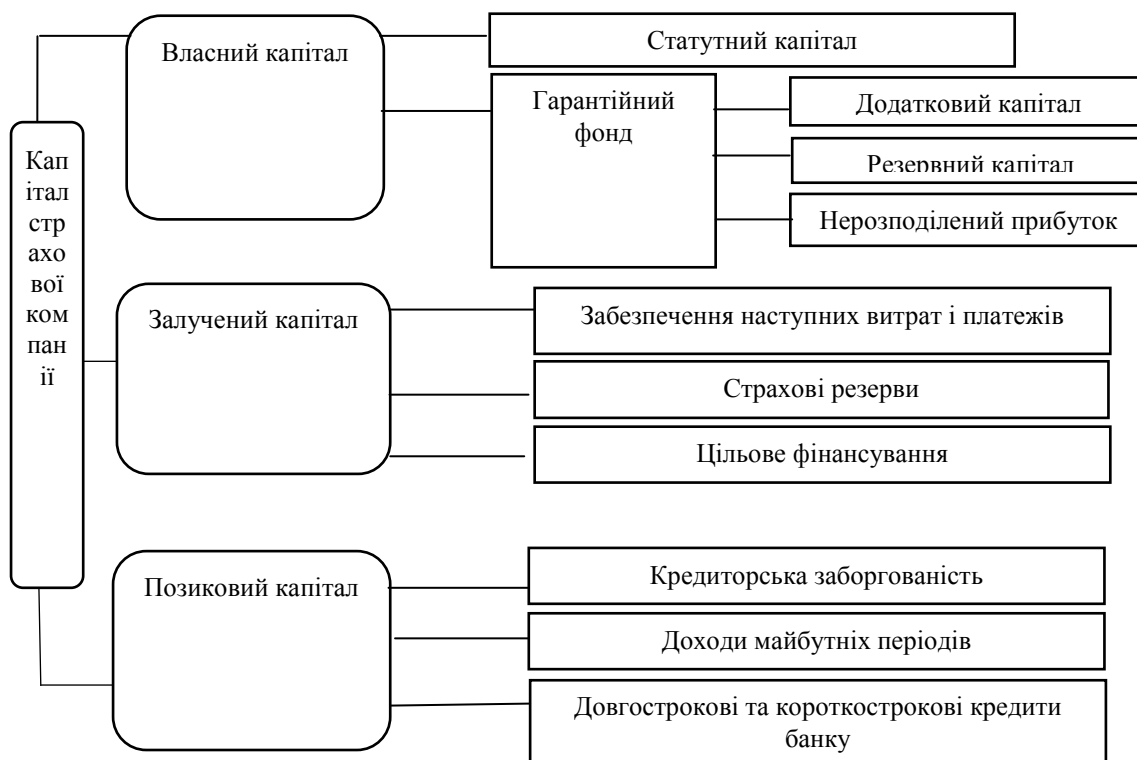 Кап
італ
стр
ахо
вої
ком
пан
ії
Власний капітал
Статутний капітал
Гарантійний
фонд
Додатковий капітал
Резервний капітал
Нерозподілений прибуток
Залучений капітал
Забезпечення наступних витрат і платежів
Страхові резерви
Цільове фінансування
Позиковий капітал
Кредиторська заборгованість
Доходи майбутніх періодів
Довгострокові та короткострокові кредити
банку